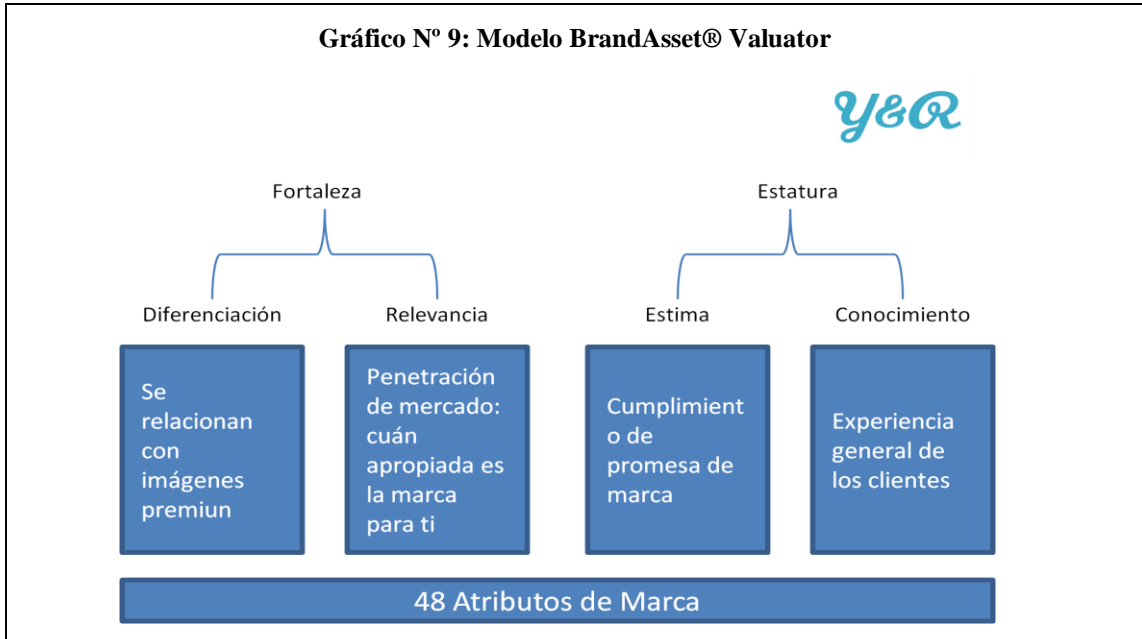 Gráfico Nº 9: Modelo BrandAsset® Valuator
Y&R
Fortaleza
Estatura
Diferenciación
Relevancia
Estima
Conocimiento
Se
relacionan
con
imágenes
premiun
Penetración
de mercado:
cuán
apropiada es
la marca
para ti
Cumplimient
o de
promesa de
marca
Experiencia
general de
los clientes
48 Atributos de Marca